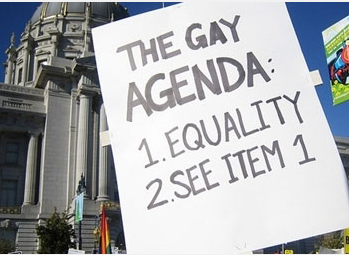 THE GAY
AGENDA:
1. EQUALITY
2. SEE ITEM 1